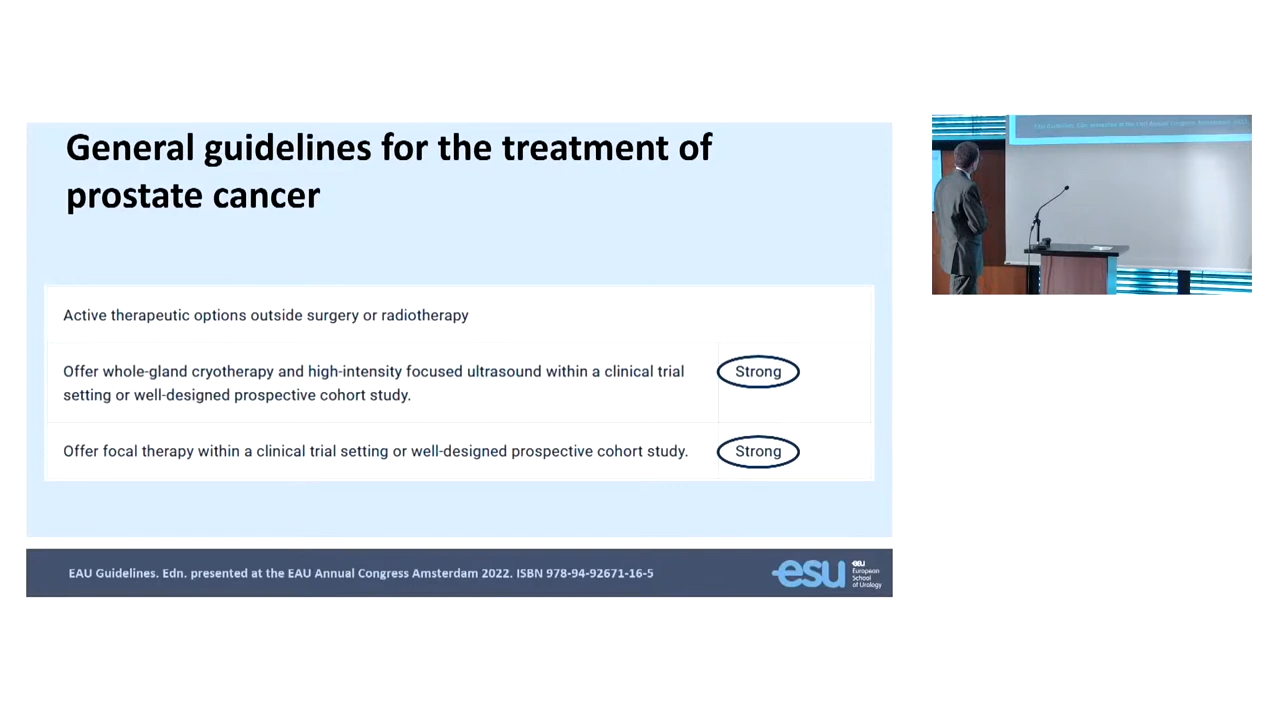 General guidelines for the treatment of
prostate cancer
Active therapeutic options outside surgery or radiotherapy
Offer whole-gland cryotherapy and high-intensity focused ultrasound within a clinical trial
setting or well-designed prospective cohort study.
Strong
Offer focal therapy within a clinical trial setting or well-designed prospective cohort study.
Strong
EAU Guidelines. Edn. presented at the EAU Annual Congress Amsterdam 2022. ISBN 978-94-92671-16-5
esu
eau
European
School
of Urology